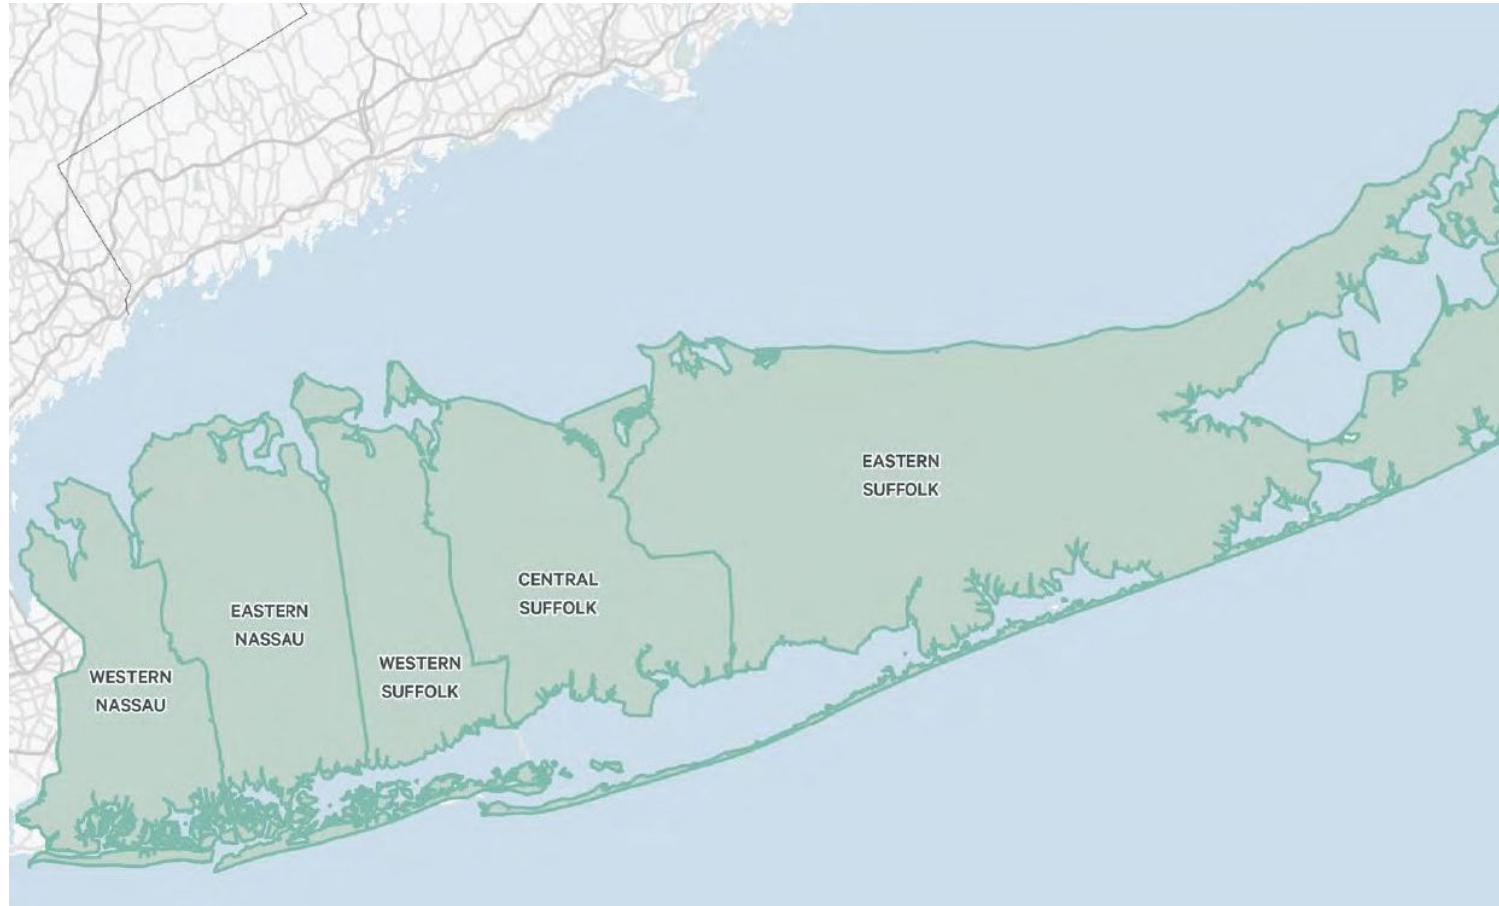 EASTERN
SUFFOLK
CENTRAL
SUFFOLK
EASTERN
NASSAU
WESTERN
SUFFOLK
WESTERN
NASSAU